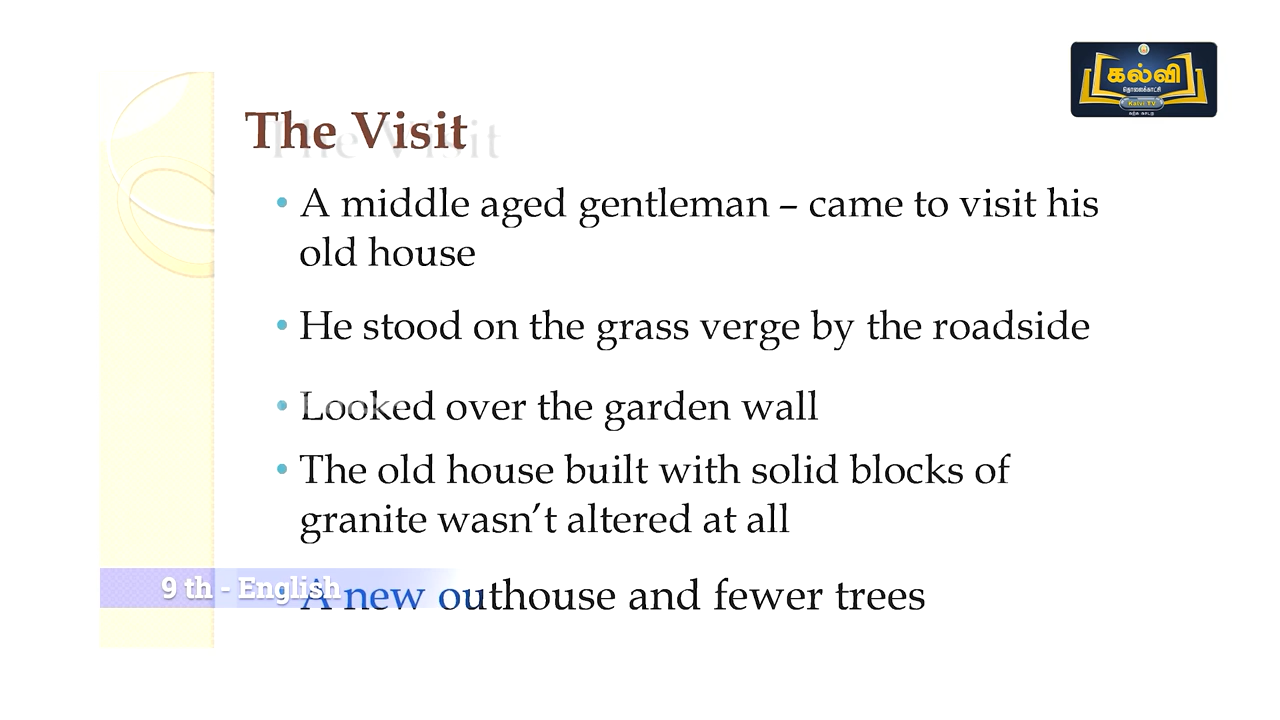 கல்வி
தொலைக்காட்சி
Kalvi TV
The Visit
• A middle aged gentleman – came to visit his
old house
• He stood on the grass verge by the roadside
• Looked over the garden wall
• The old house built with solid blocks of
granite wasn’t altered at all
• A new outhouse and fewer trees
9 th - English